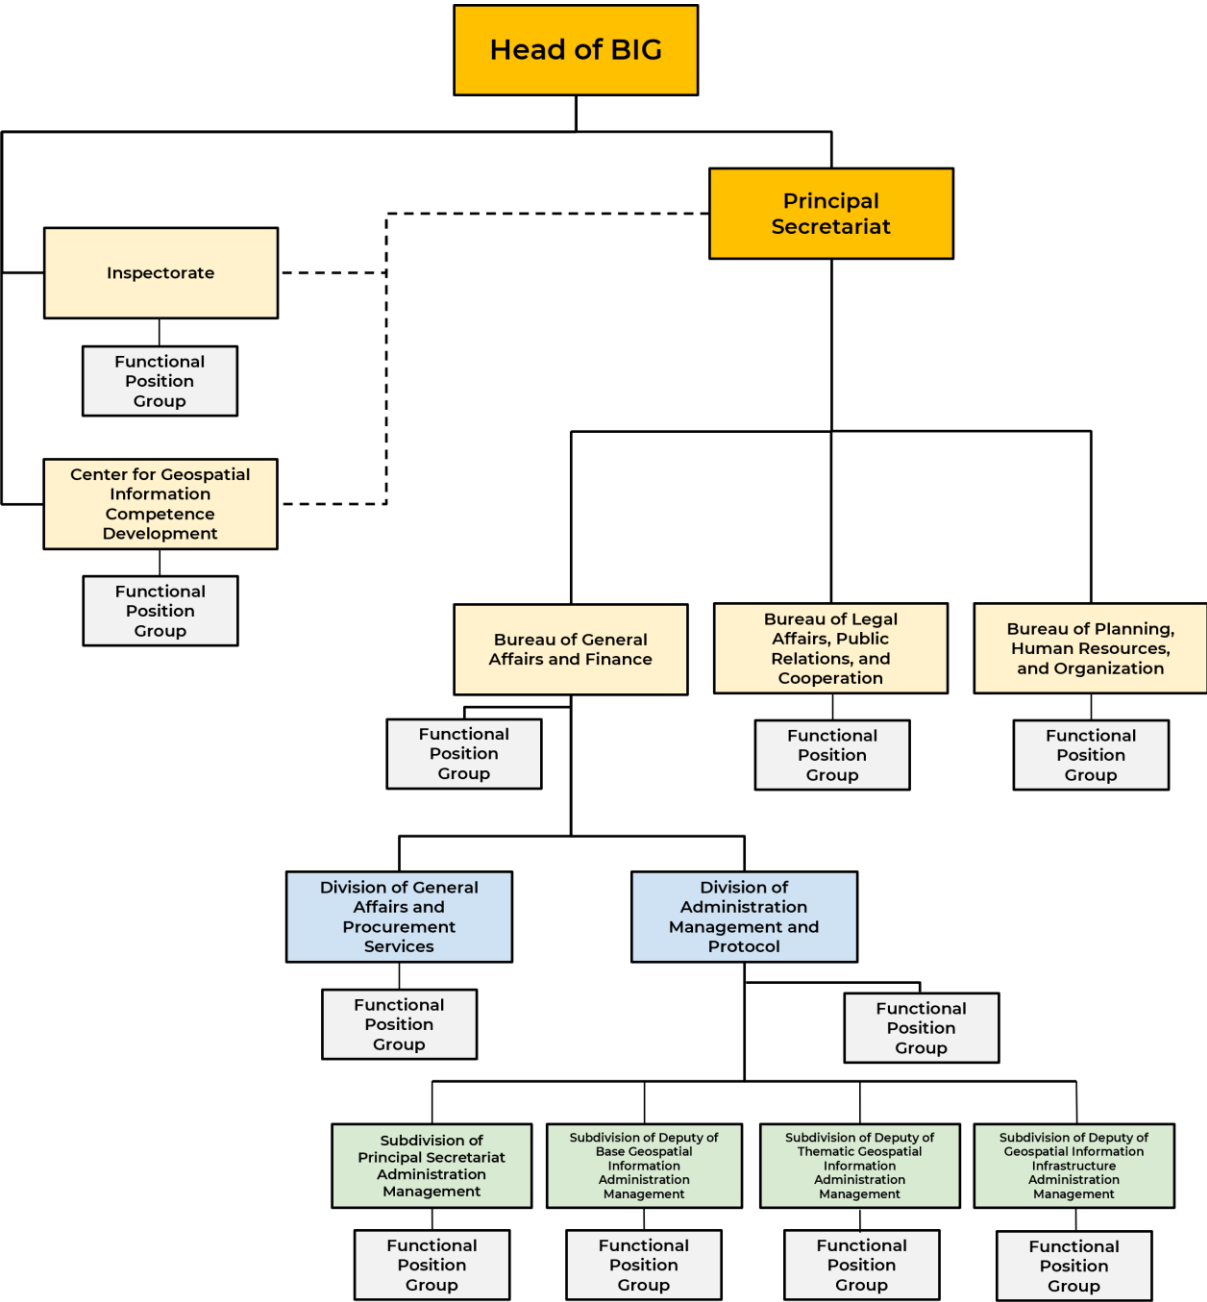 Head of BIG
Principal
Secretariat
Inspectorate
Functional
Position
Group
Center for Geospatial
Information
Competence
Development
Functional
Position
Group
Bureau of General
Affairs and Finance
Bureau of Legal
Affairs, Public
Relations, and
Cooperation
Bureau of Planning,
Human Resources,
and Organization
Functional
Position
Group
Functional
Position
Group
Functional
Position
Group
Division of General
Affairs and
Procurement
Services
Division of
Administration
Management and
Protocol
Functional
Position
Group
Functional
Position
Group
Subdivision of
Principal Secretariat
Administration
Management
Subdivision of Deputy of
Base Geospatial
Information
Administration
Management
Subdivision of Deputy of
Thematic Geospatial
Information
Administration
Management
Subdivision of Deputy of
Geospatial Information
Infrastructure
Administration
Management
Functional
Position
Group
Functional
Position
Group
Functional
Position
Group
Functional
Position
Group